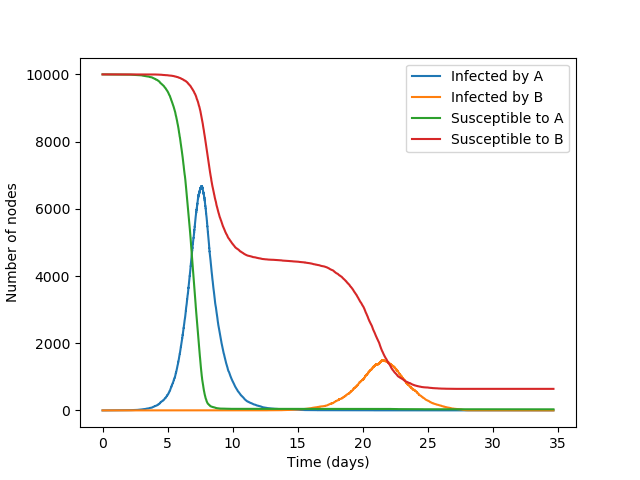 Infected by A
Infected by B
Susceptible to A
Susceptible to B
10000
8000
6000
4000
2000
0
Number of nodes
0 5 10 15 20 25 30 35
Time (days)